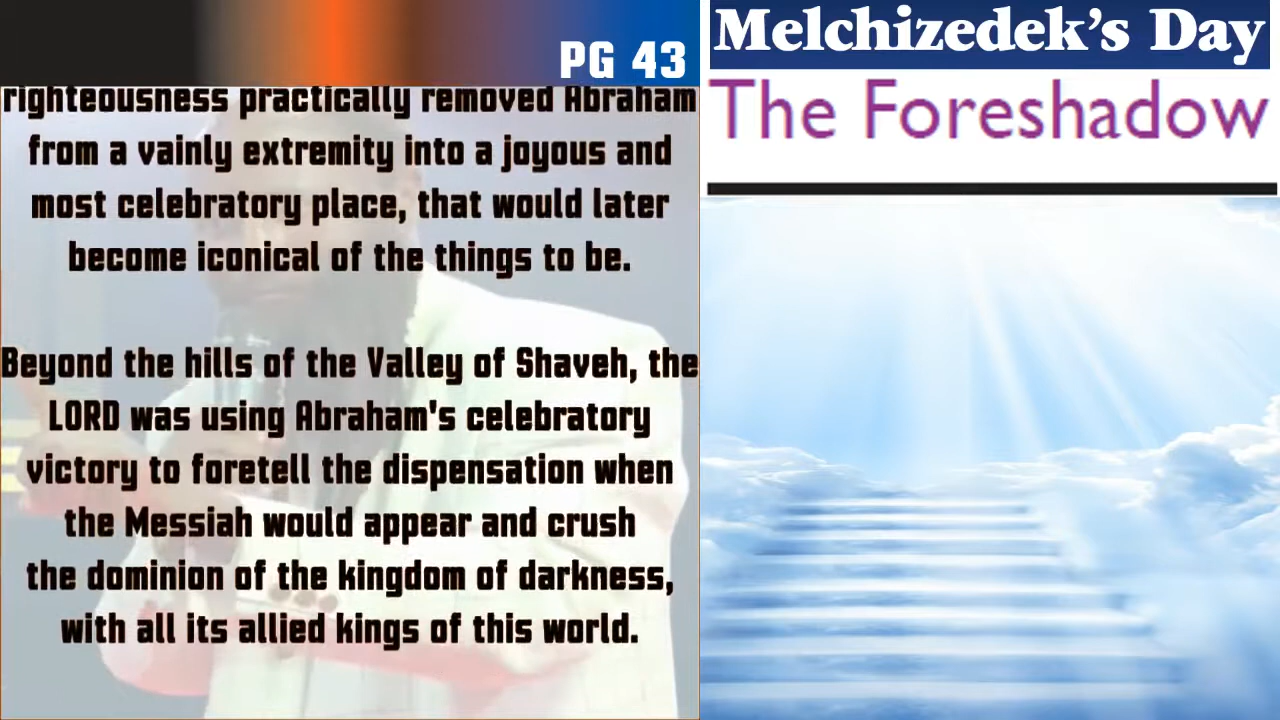 PG 43
righteousness practically removed Abraham
from a vainly extremity into a joyous and
most celebratory place, that would later
become iconical of the things to be.
Beyond the hills of the Valley of Shaveh, the
LORD was using Abraham's celebratory
victory to foretell the dispensation when
the Messiah would appear and crush
the dominion of the kingdom of darkness,
with all its allied kings of this world.
Melchizedek's Day
The Foreshadow